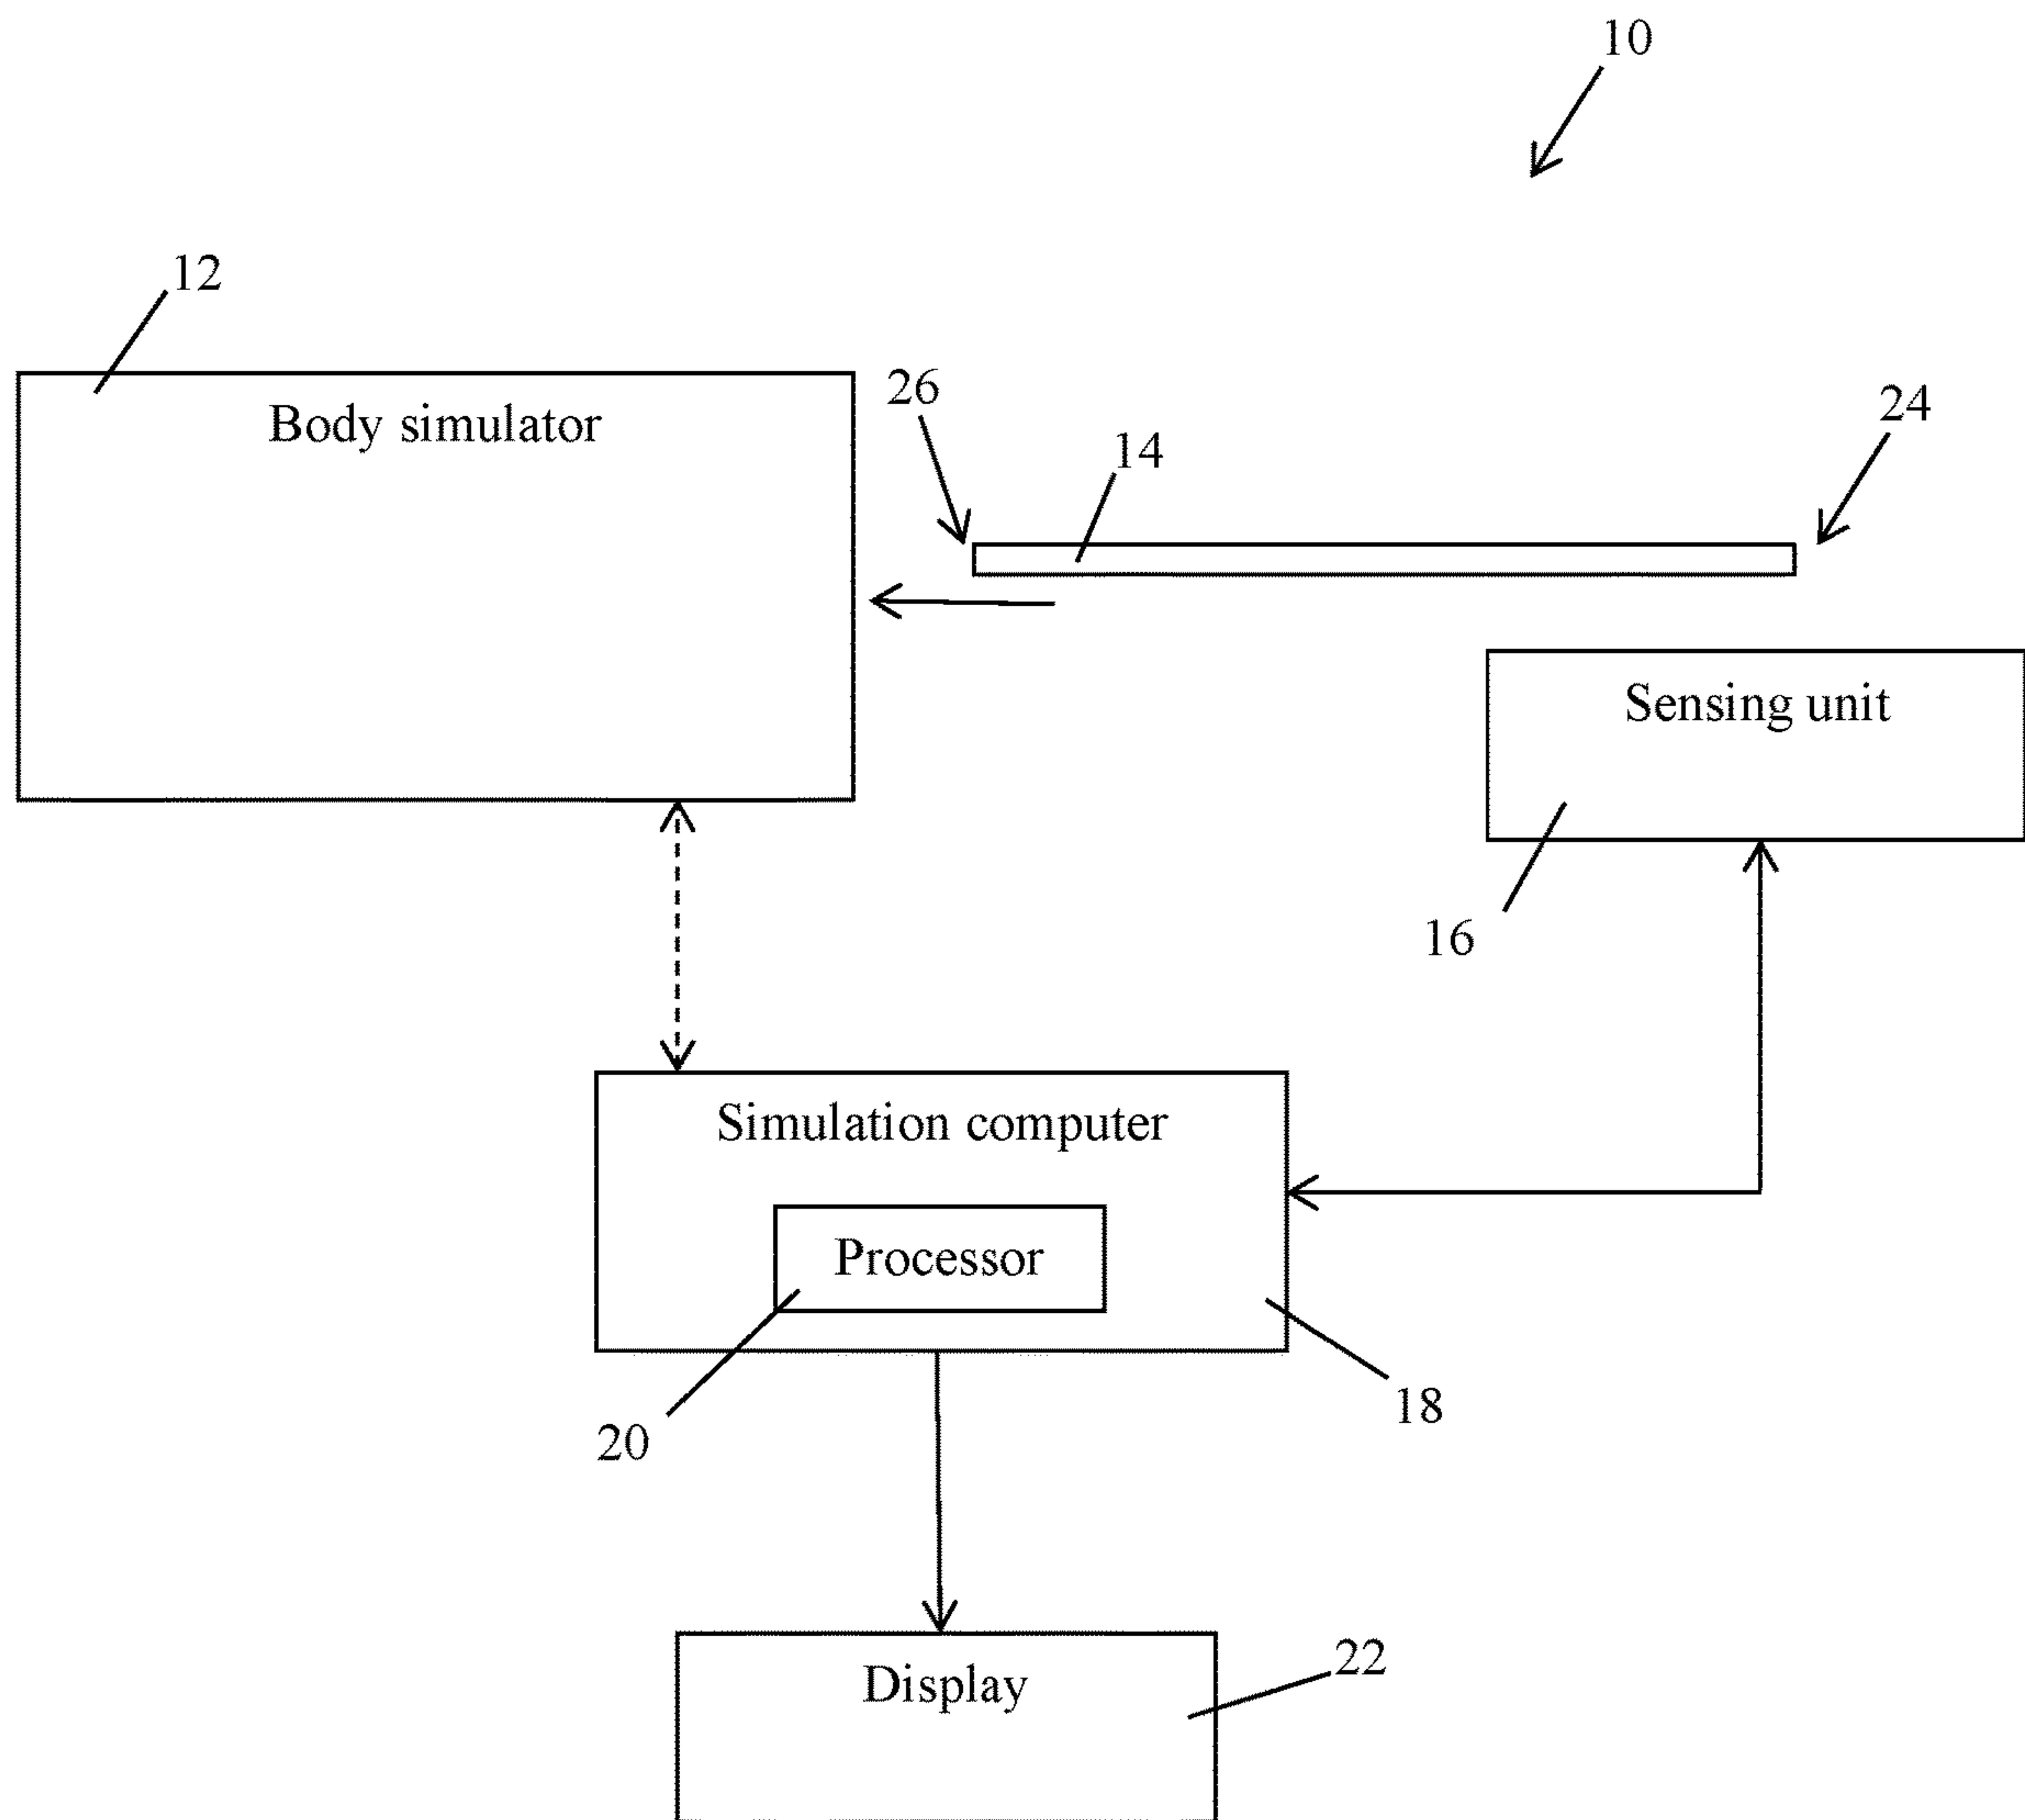 10
12
Body simulator
26
14
24
Sensing unit
16
Simulation computer
Processor
18
20
Display
22